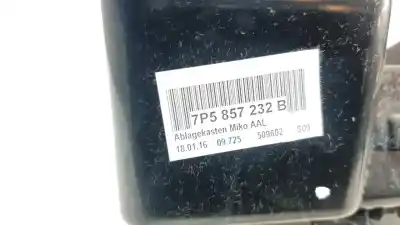 7P5 857 232 B
Ablagekasten Miko AAL
18.01.16 09.725 509602